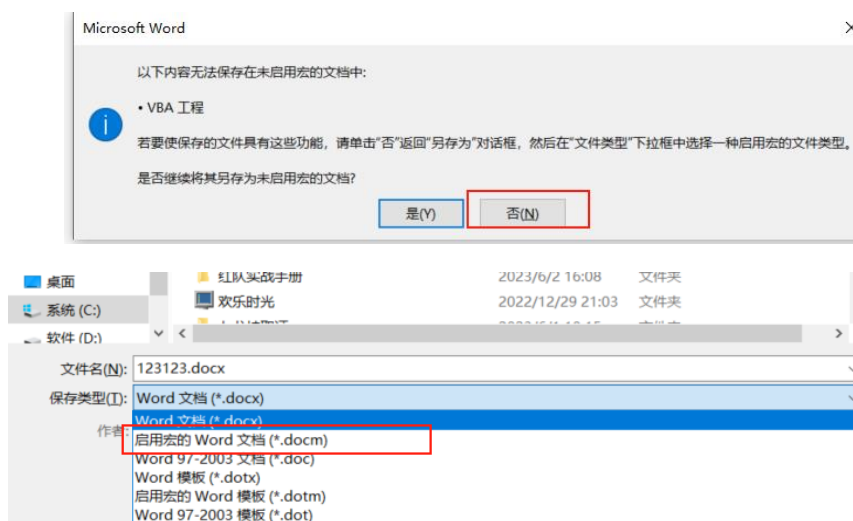 Microsoft Word
以下内容无法保存在未启用宏的文档中:
• VBA 工程
若要使保存的文件具有这些功能，请单击“否”返回“另存为”对话框，然后在“文件类型”下拉框中选择一种启用宏的文件类型。
是否继续将其另存为未启用宏的文档?
是(Y) 否(N)
桌面 红队实战手册 2023/6/2 16:08 文件夹
系统 (C:) 欢乐时光 2022/12/29 21:03 文件夹
软件 (D:)
文件名(N): 123123.docx
保存类型(T): Word 文档 (*.docx)
Word 文档 (*.docx)
作者: 启用宏的 Word 文档 (*.docm)
Word 97-2003 文档 (*.doc)
Word 模板 (*.dotx)
启用宏的 Word 模板 (*.dotm)
Word 97-2003 模板 (*.dot)